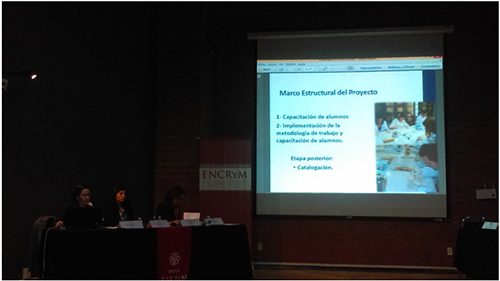 Marco Estructural del Proyecto
1- Capacitación de alumnos
2- Implementación de la
metodología de trabajo y
capacitación de alumnos.
Etapa posterior:
• Catalogación.
ENCRyM
ENCRyM